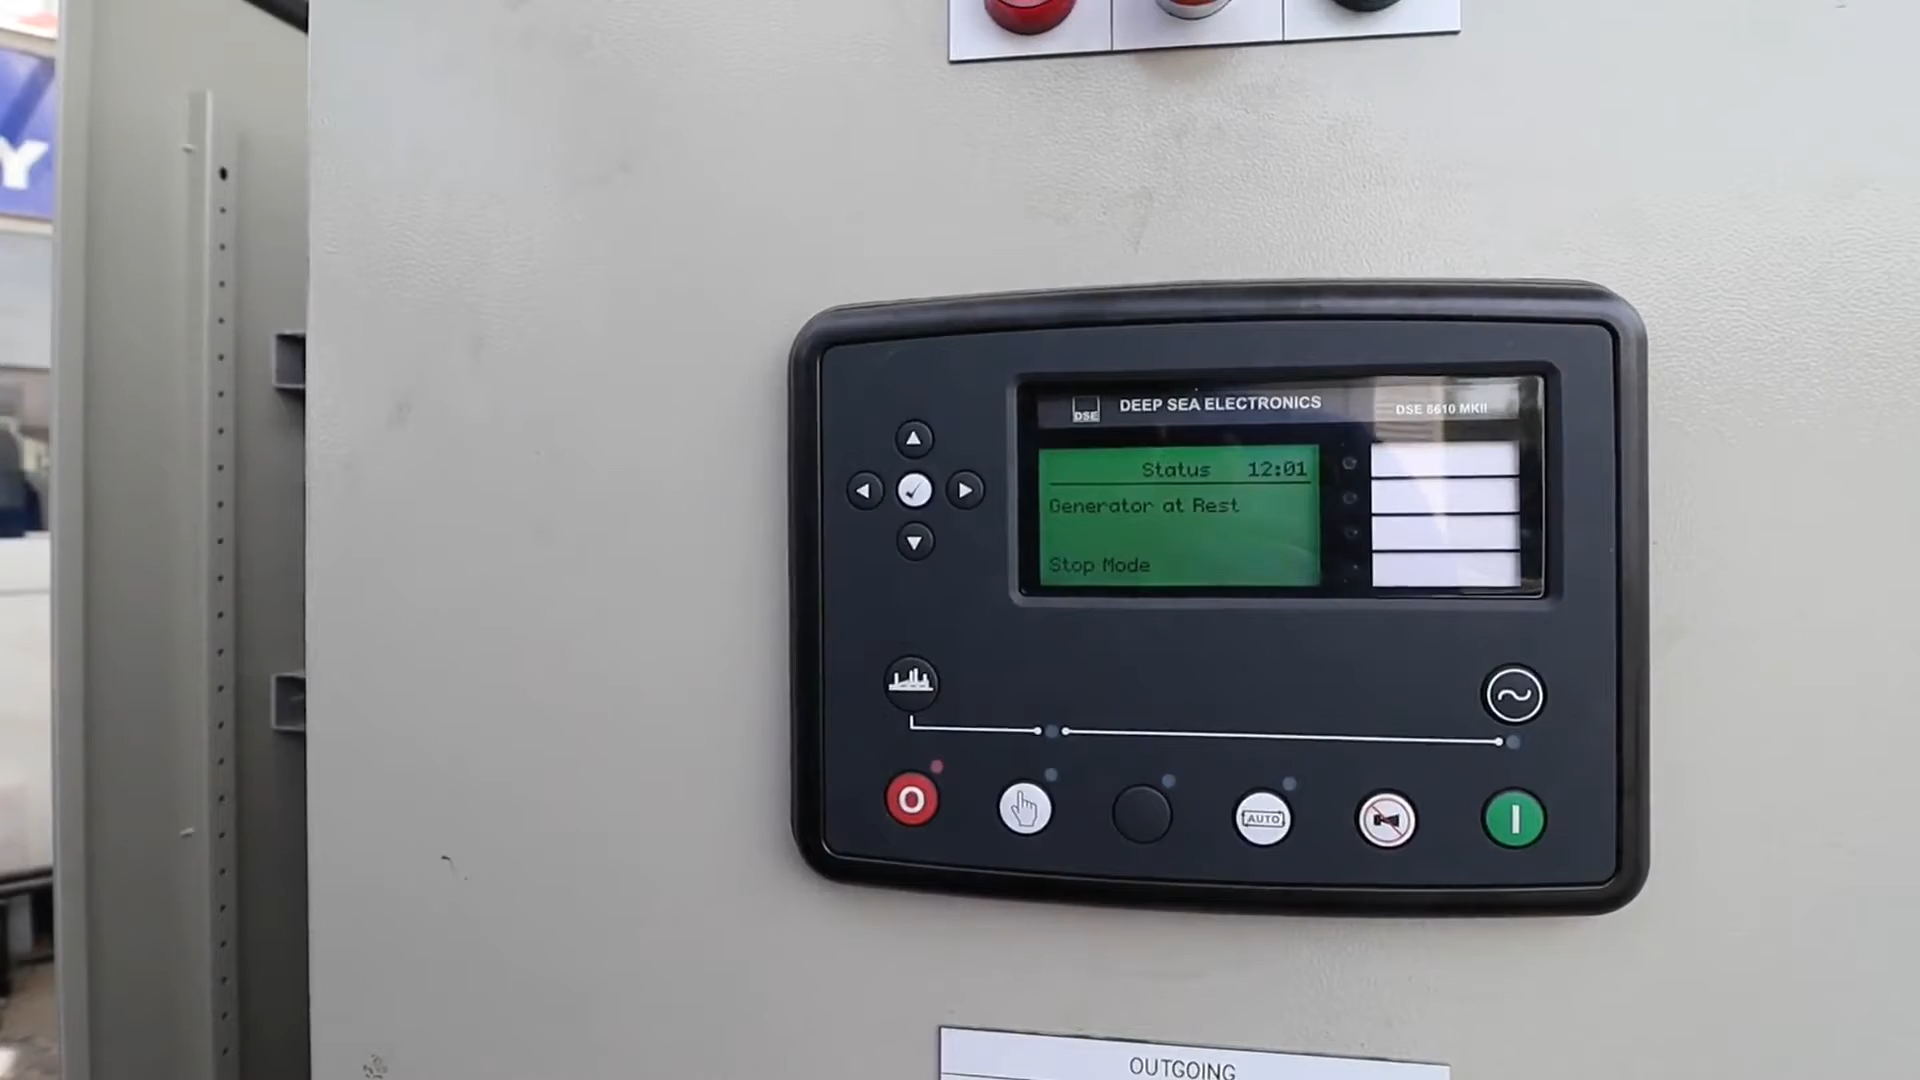 Y
DSE
DEEP SEA ELECTRONICS
DSE 8610 MKII
Status 12:01
Generator at Rest
Stop Mode
O
AUTO
I
OUTGOING